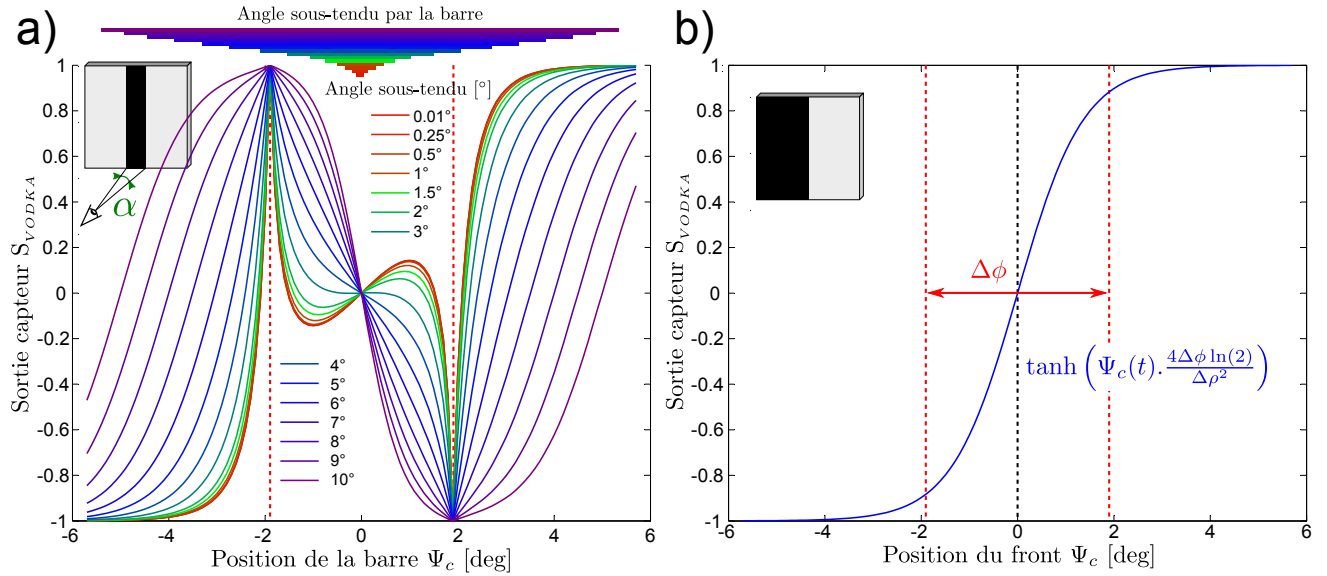 a)
Angle sous-tendu par la barre
Sortie capteur S_VODKA
1
0.8
0.6
0.4
0.2
0
-0.2
-0.4
-0.6
-0.8
-1
α
Angle sous-tendu [°]
0.01°
0.25°
0.5°
1°
1.5°
2°
3°
4°
5°
6°
7°
8°
9°
10°
-6 -4 -2 0 2 4 6
Position de la barre Ψ_c [deg]
b)
Sortie capteur S_VODKA
1
0.8
0.6
0.4
0.2
0
-0.2
-0.4
-0.6
-0.8
-1
Δϕ
tanh(Ψ_c(t).4Δϕ ln(2)/Δρ²)
-6 -4 -2 0 2 4 6
Position du front Ψ_c [deg]